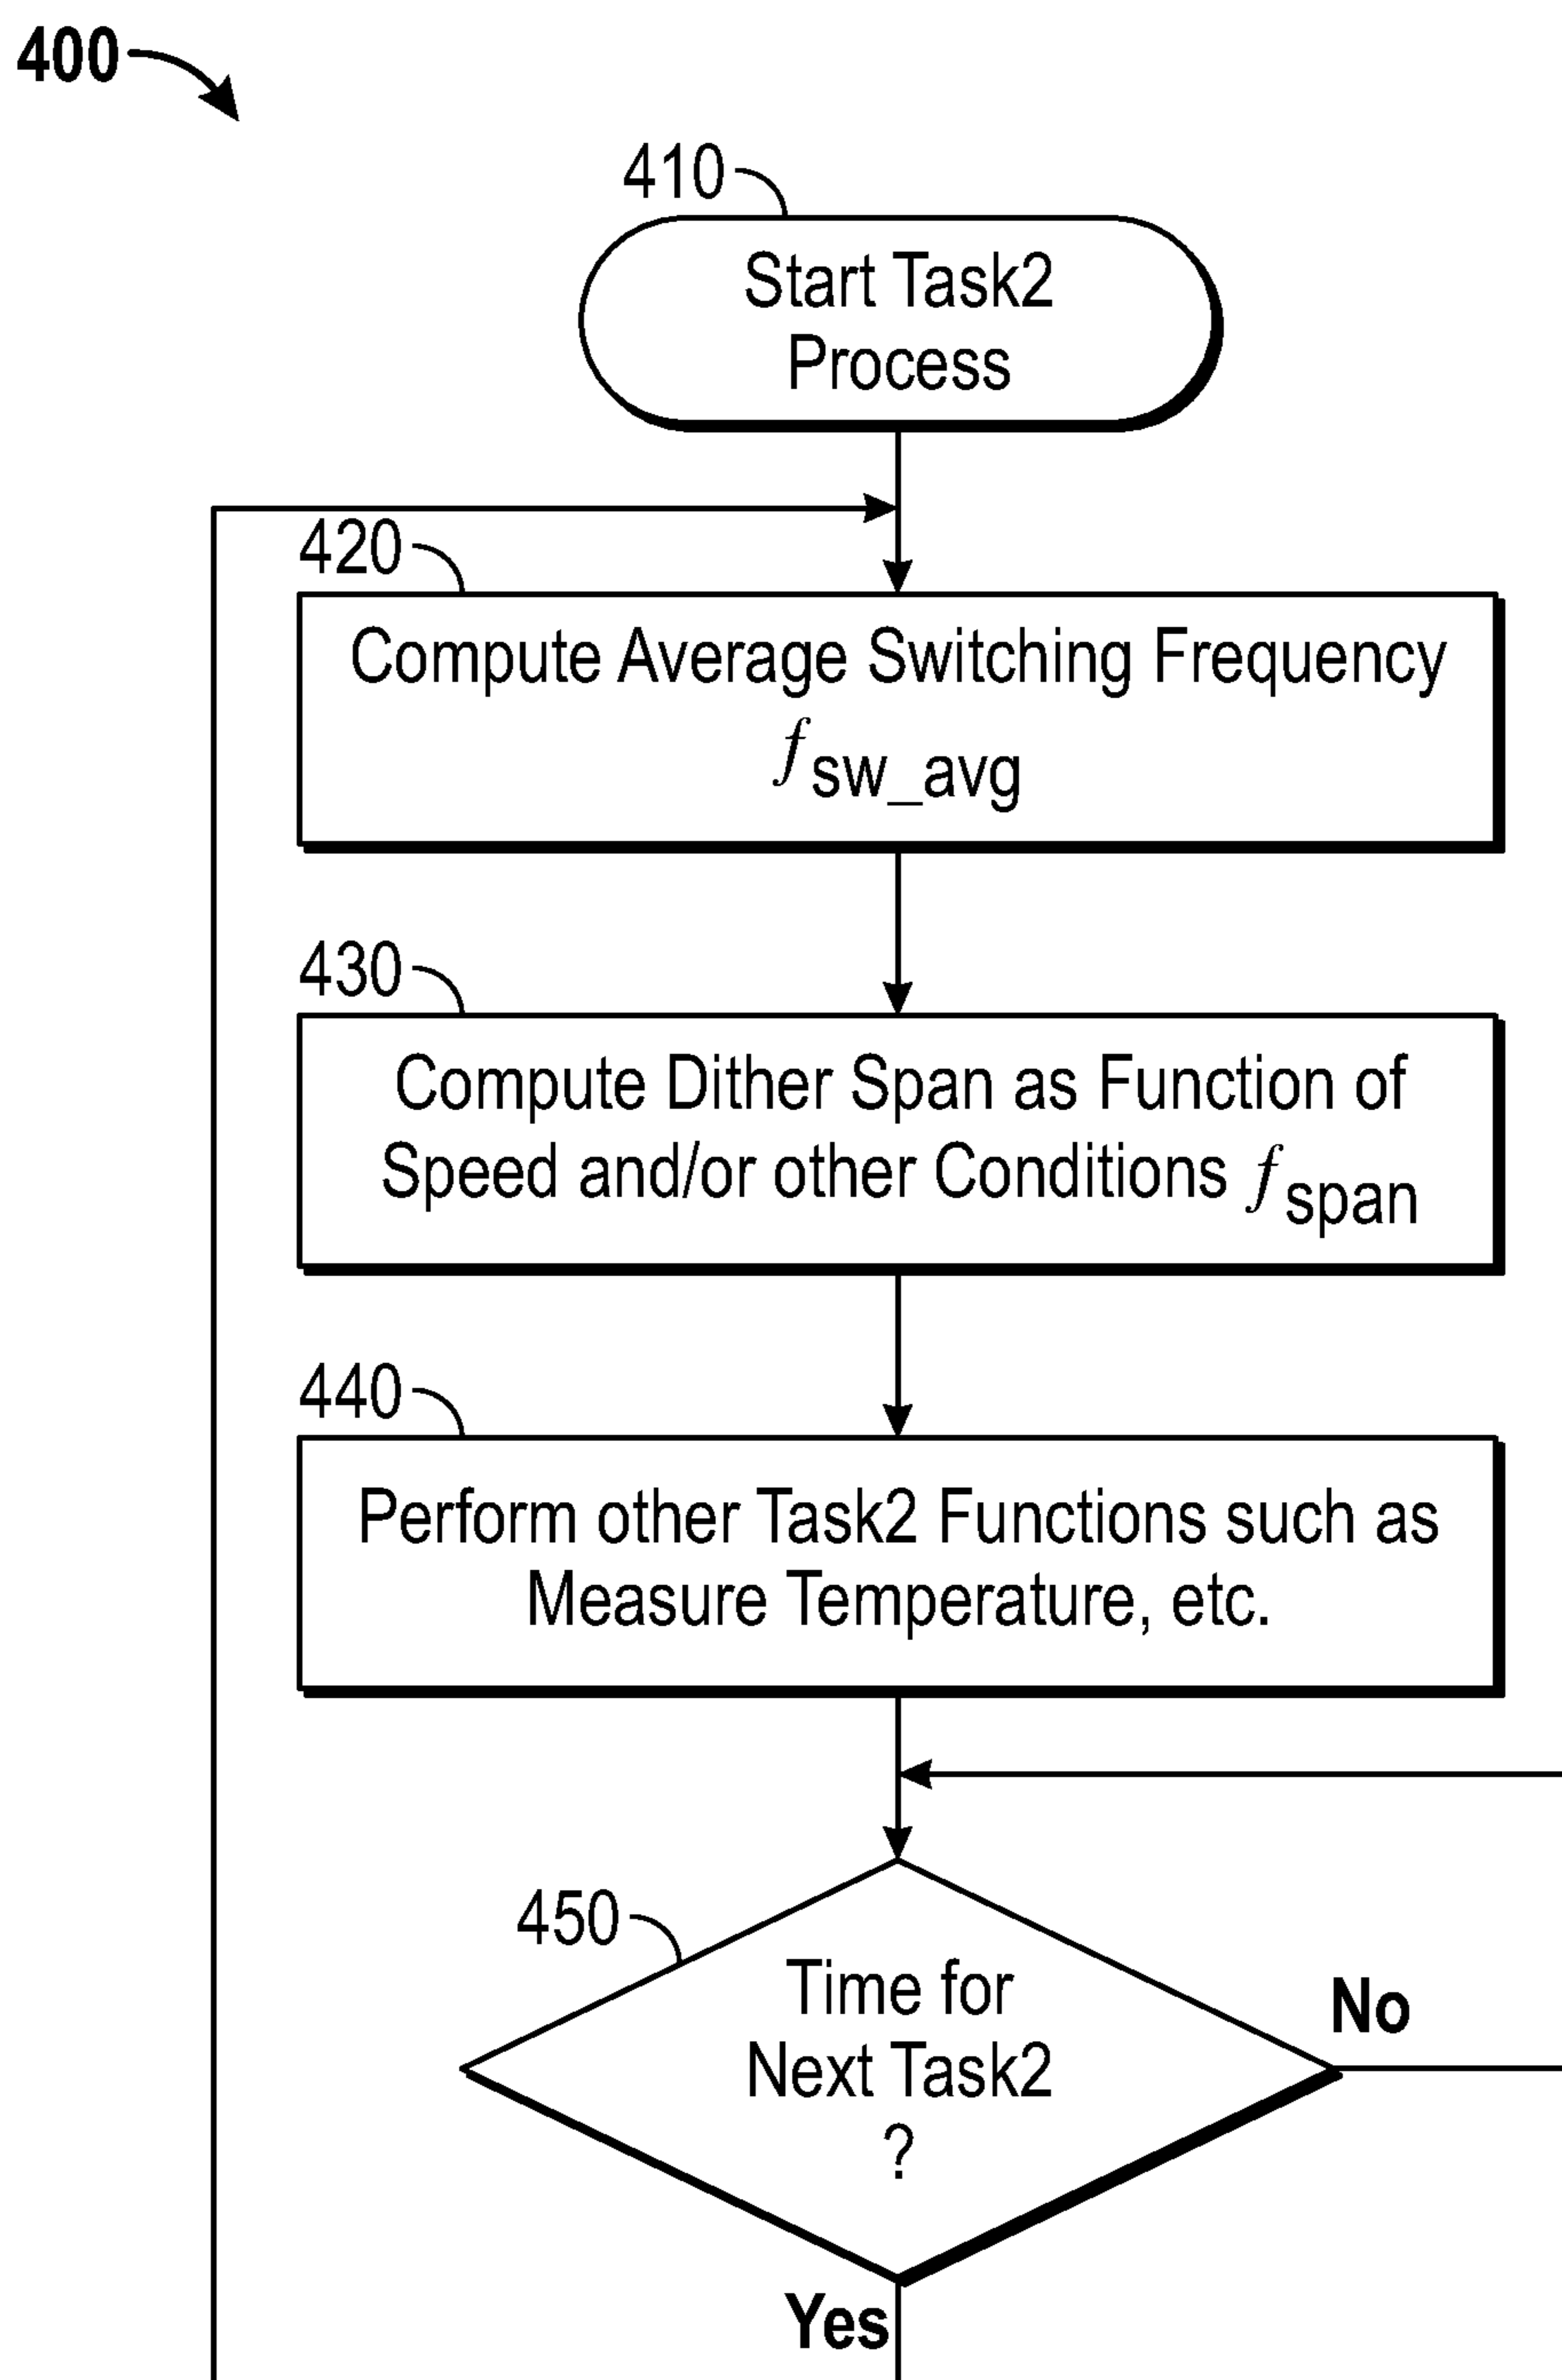 400
410
Start Task2
Process
420
Compute Average Switching Frequency
f sw_avg
430
Compute Dither Span as Function of
Speed and/or other Conditions f span
440
Perform other Task2 Functions such as
Measure Temperature, etc.
450
Time for
Next Task2
?
No
Yes